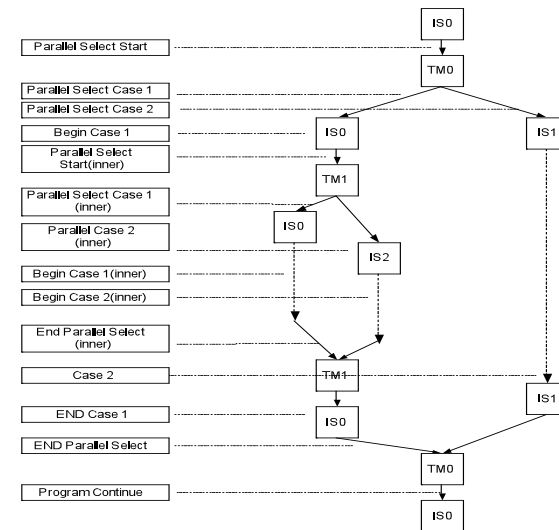 IS0
Parallel Select Start
TM0
Parallel Select Case 1
Parallel Select Case 2
Begin Case 1
IS0
IS1
Parallel Select
Start(inner)
TM1
Parallel Select Case 1
(inner)
IS0
Parallel Case 2
(inner)
IS2
Begin Case 1(inner)
Begin Case 2(inner)
End Parallel Select
(inner)
Case 2
TM1
IS1
END Case 1
IS0
END Parallel Select
TM0
Program Continue
IS0